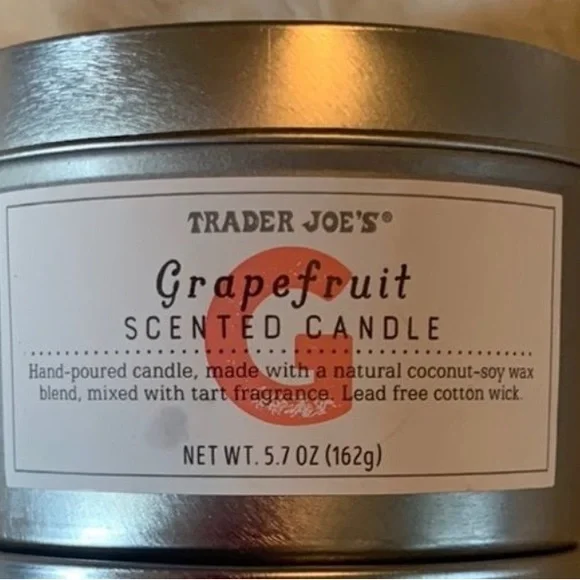 TRADER JOE'S®
Grapefruit
SCENTED CANDLE
Hand-poured candle, made with a natural coconut-soy wax
blend, mixed with tart fragrance. Lead free cotton wick.
NET WT. 5.7 OZ (162g)
G